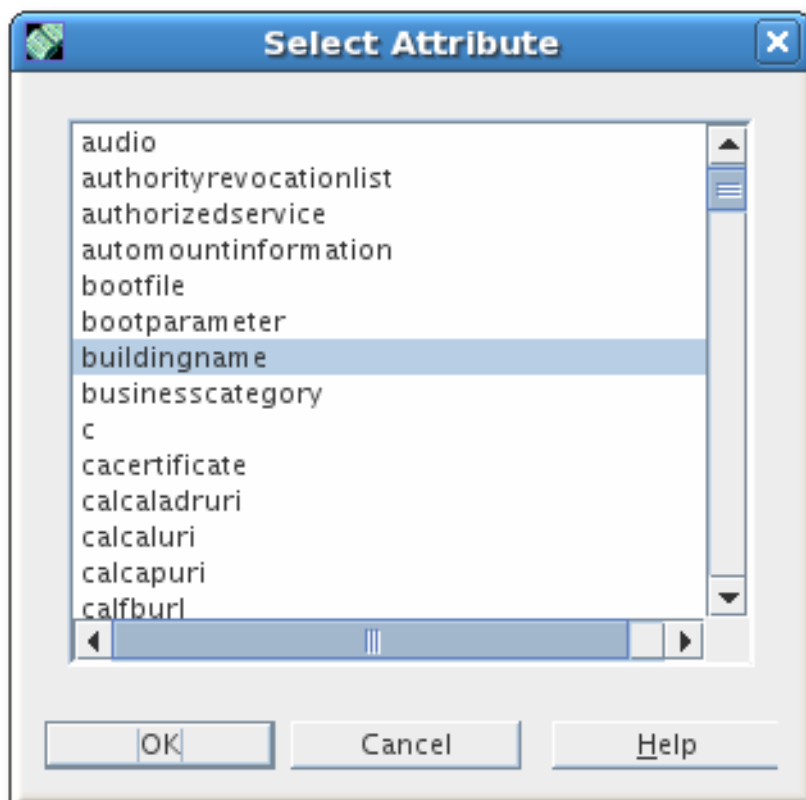 Select Attribute
audio
authorityrevocationlist
authorizedservice
automountinformation
bootfile
bootparameter
buildingname
businesscategory
c
cacertificate
calcaladruri
calcaluri
calcapuri
calfburl
OK Cancel Help